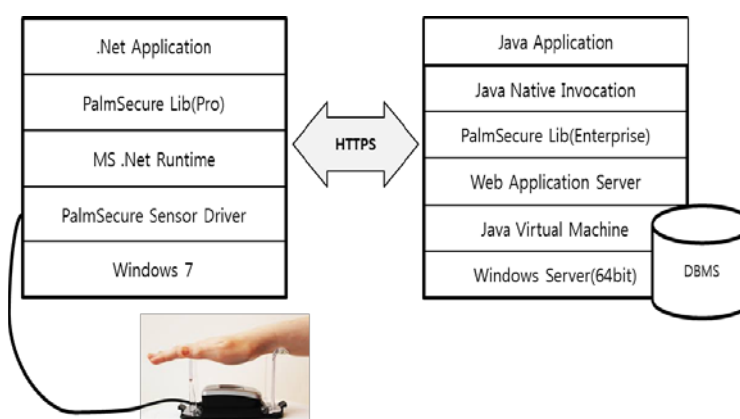 .Net Application
PalmSecure Lib(Pro)
MS .Net Runtime
PalmSecure Sensor Driver
Windows 7
HTTPS
Java Application
Java Native Invocation
PalmSecure Lib(Enterprise)
Web Application Server
Java Virtual Machine
Windows Server(64bit)
DBMS